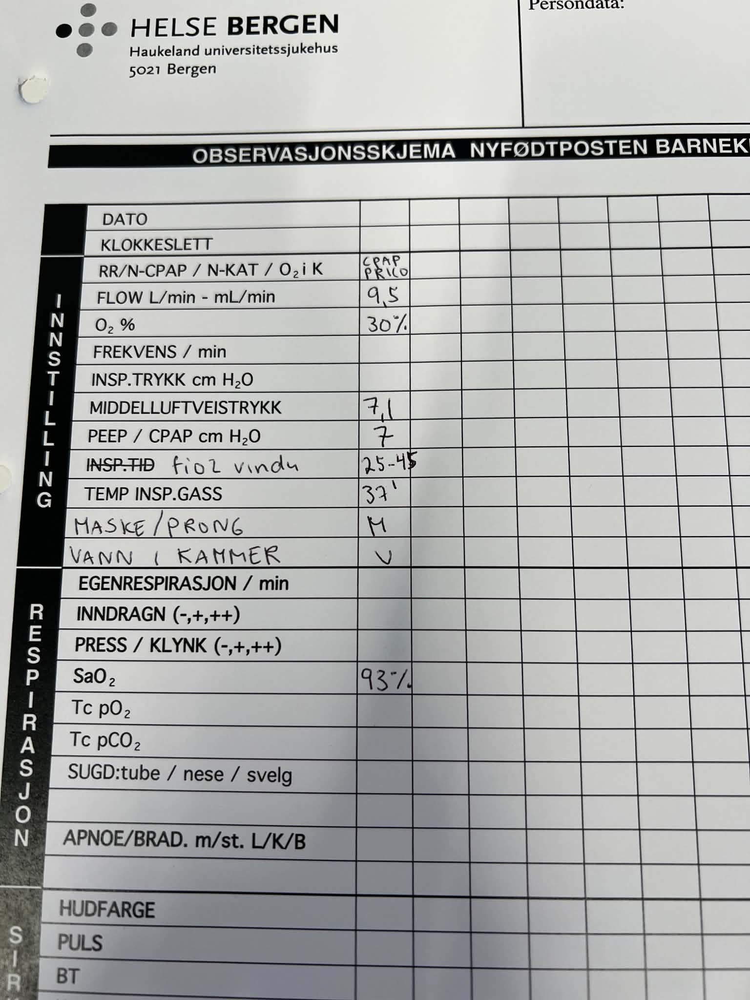 Persondata:
HELSE BERGEN
Haukeland universitetssjukehus
5021 Bergen
OBSERVASJONSSKJEMA NYFØDTPOSTEN BARNEK
DATO
KLOKKESLETT
INNSTILLING
RR/N-CPAP / N-KAT / O₂ i K CPAP PRICO
FLOW L/min - mL/min 9,5
O₂ % 30%
FREKVENS / min
INSP.TRYKK cm H₂O
MIDDELLUFTVEISTRYKK 7,1
PEEP / CPAP cm H₂O 7
INSP.TID fio2 vindu 25-45
TEMP INSP.GASS 37'
MASKE/PRONG M
VANN I KAMMER V
RESPIRASJON
EGENRESPIRASJON / min
INNDRAGN (-,+,++)
PRESS / KLYNK (-,+,++)
SaO₂ 93%
Tc pO₂
Tc pCO₂
SUGD:tube / nese / svelg
APNOE/BRAD. m/st. L/K/B
SIR
HUDFARGE
PULS
BT